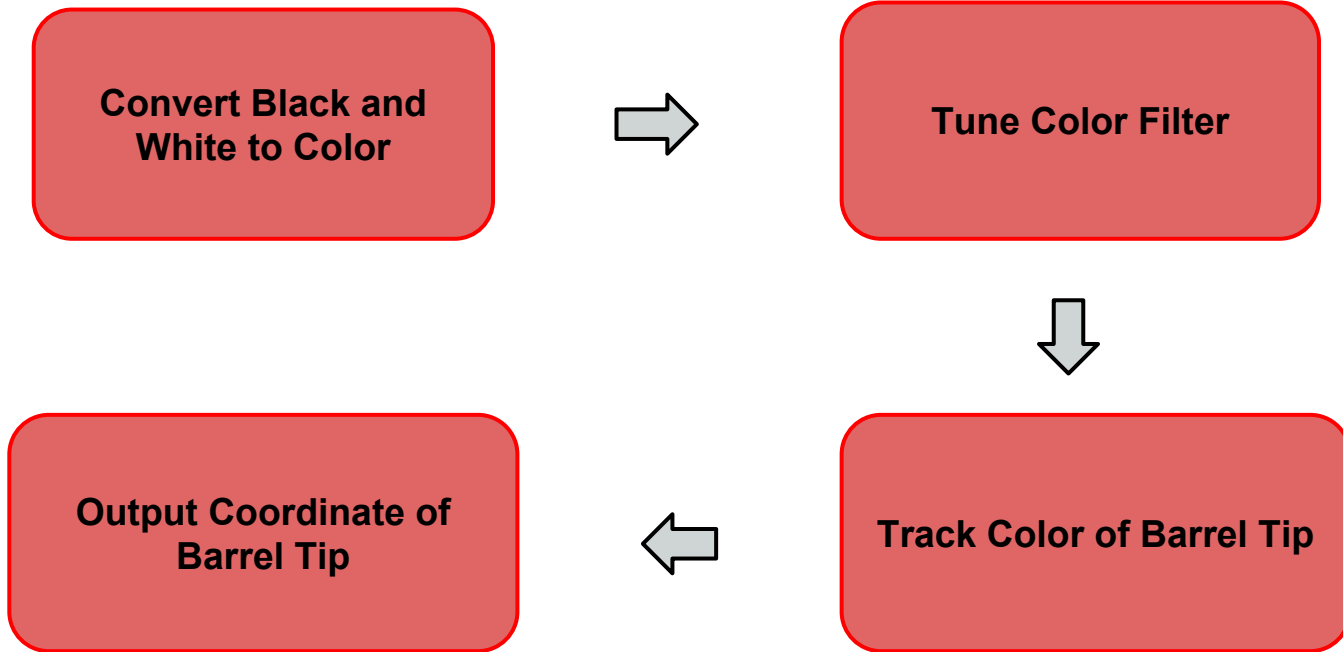 Convert Black and
White to Color
Tune Color Filter
Track Color of Barrel Tip
Output Coordinate of
Barrel Tip